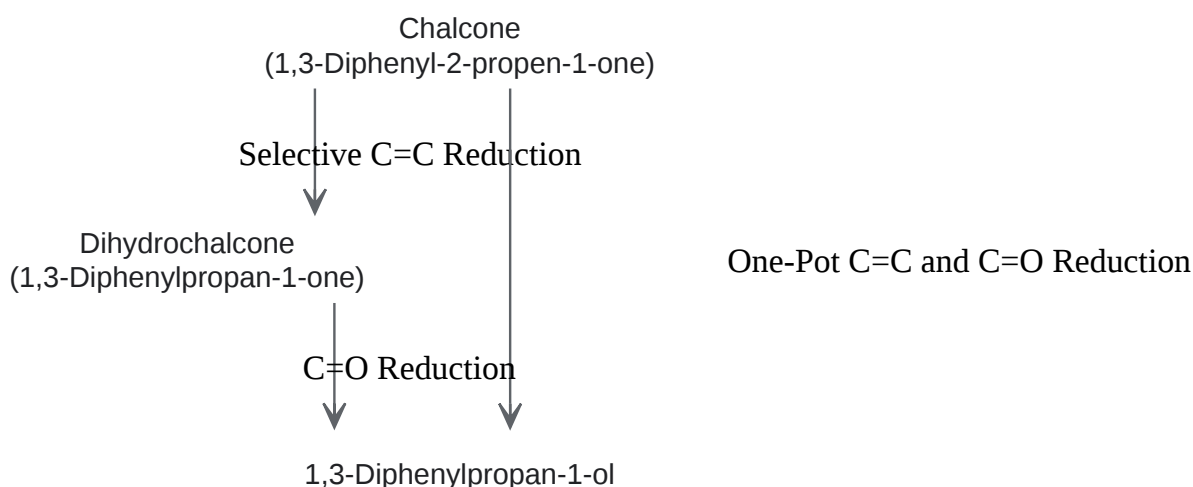 Chalcone
(1,3-Diphenyl-2-propen-1-one)
Selective C=C Reduction
Dihydrochalcone
(1,3-Diphenylpropan-1-one)
One-Pot C=C and C=O Reduction
C=O Reduction
1,3-Diphenylpropan-1-ol